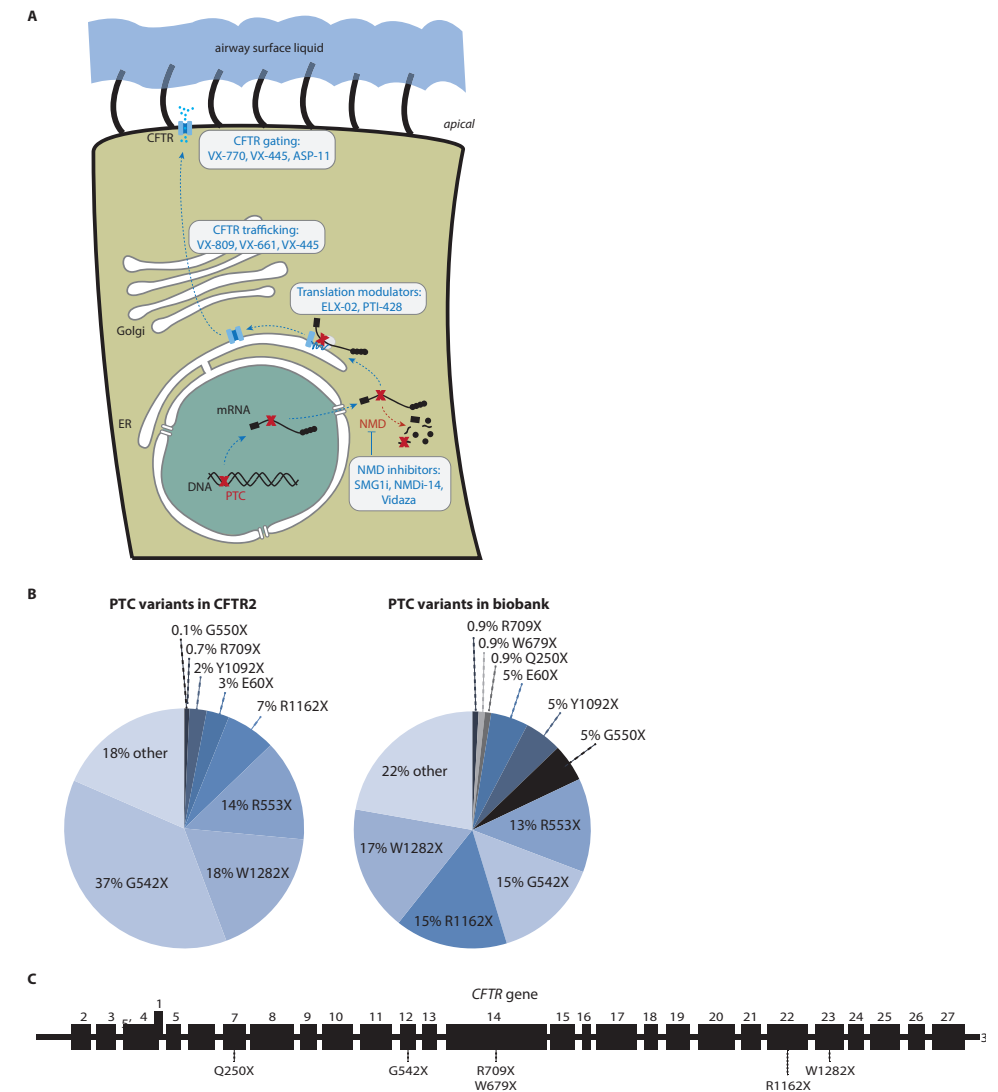 A
airway surface liquid
apical
CFTR
CFTR gating:
VX-770, VX-445, ASP-11
CFTR trafficking:
VX-809, VX-661, VX-445
Translation modulators:
ELX-02, PTI-428
Golgi
ER
mRNA
NMD
DNA
PTC
NMD inhibitors:
SMG1i, NMDi-14,
Vidaza
B
PTC variants in CFTR2
0.1% G550X
0.7% R709X
2% Y1092X
3% E60X
7% R1162X
18% other
14% R553X
18% W1282X
37% G542X
PTC variants in biobank
0.9% R709X
0.9% W679X
0.9% Q250X
5% E60X
5% Y1092X
5% G550X
22% other
13% R553X
17% W1282X
15% G542X
15% R1162X
C
CFTR gene
1
2 3 5′ 4 5 7 8 9 10 11 12 13 14 15 16 17 18 19 20 21 22 23 24 25 26 27
3
Q250X G542X R709X W1282X
W679X R1162X